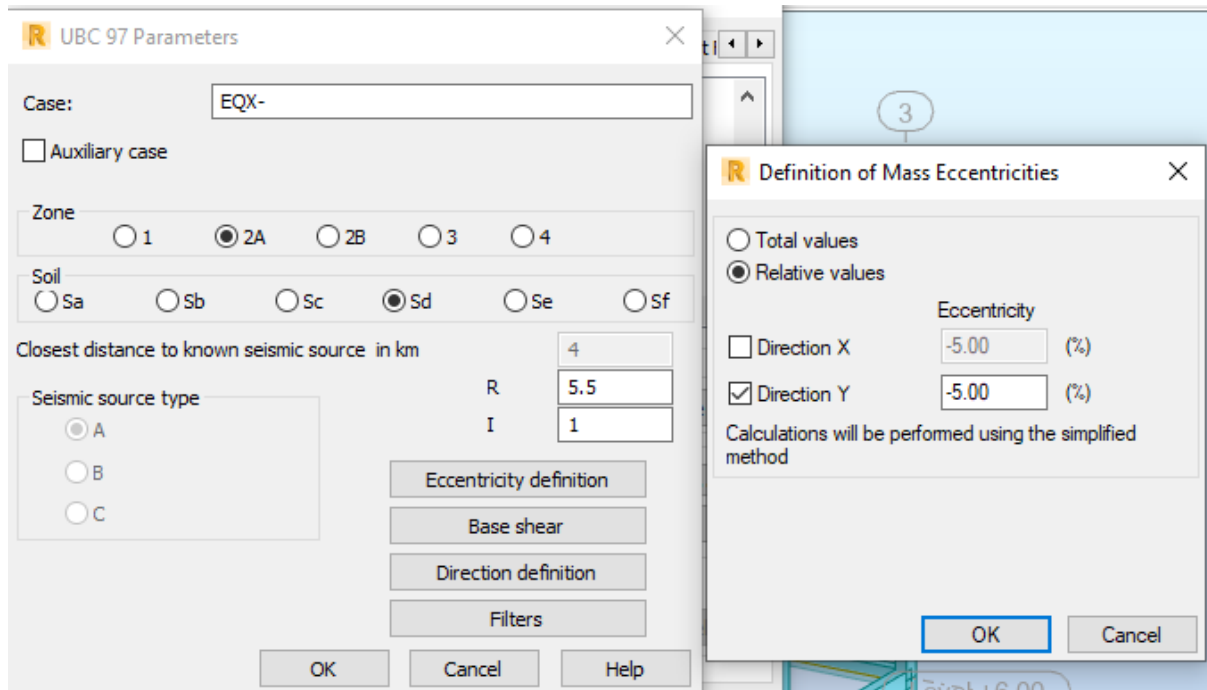 UBC 97 Parameters
Case:
EQX-
Auxiliary case
Zone
1 2A 2B 3 4
Soil
Sa Sb Sc Sd Se Sf
Closest distance to known seismic source in km
4
R
5.5
Seismic source type
I
1
A
B
C
Eccentricity definition
Base shear
Direction definition
Filters
OK Cancel Help
3
Definition of Mass Eccentricities
Total values
Relative values
Eccentricity
Direction X -5.00 (%)
Direction Y -5.00 (%)
Calculations will be performed using the simplified
method
OK Cancel